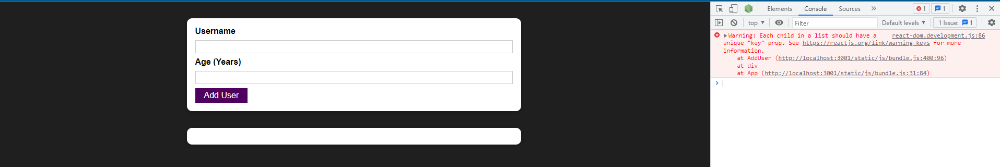 Username
Age (Years)
Add User
Elements Console Sources » 1 1
top Filter Default levels 1 Issue: 1
Warning: Each child in a list should have a react-dom.development.js:86
unique "key" prop. See https://reactjs.org/link/warning-keys for more
information.
at AddUser (http://localhost:3001/static/js/bundle.js:400:96)
at div
at App (http://localhost:3001/static/js/bundle.js:31:84)